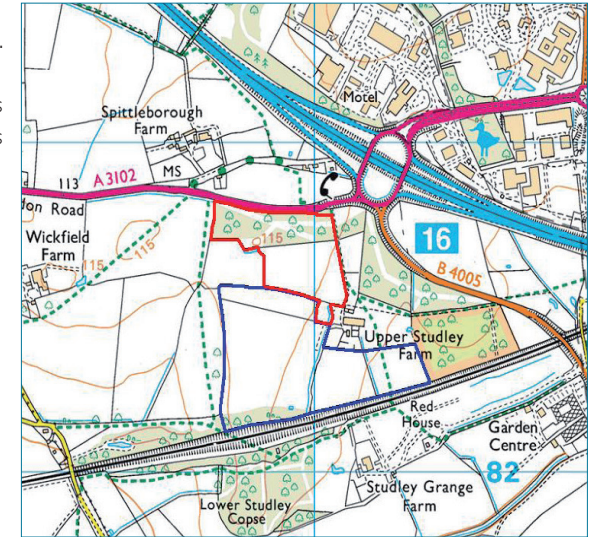 s
s
Motel
Spittleborough
Farm
MS
113 A3102
don Road
115
16
Wickfield
Farm
115
115
B 4005
Upper Studley
Farm
Red
House
Garden
Centre
82
Studley Grange
Farm
Lower Studley
Copse